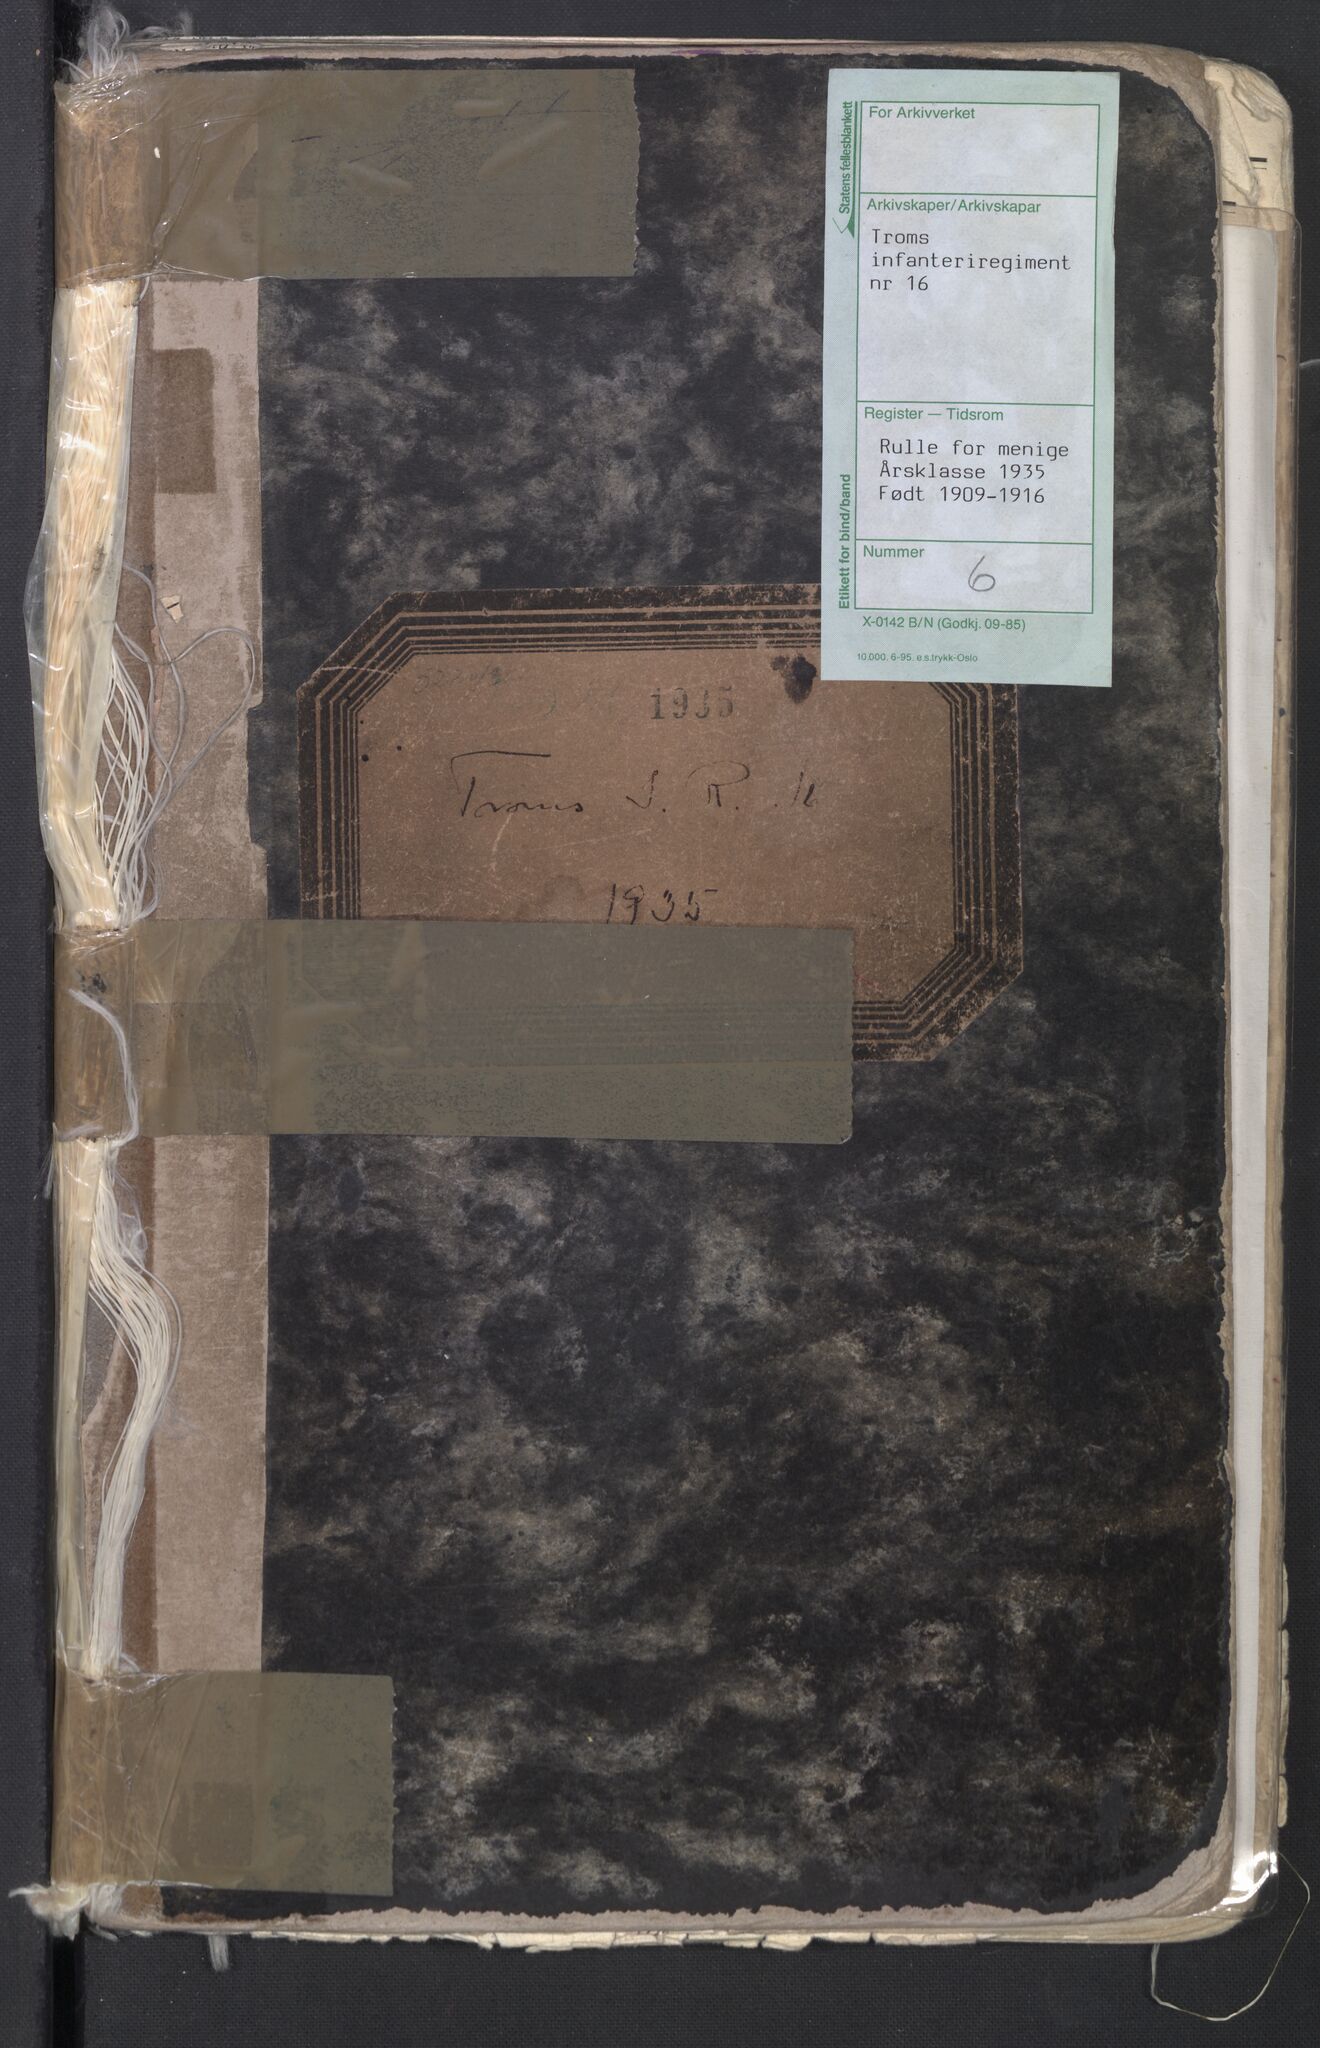 Statens fellesblankett
Etikett for bind/band
For Arkivverket
Arkivskaper/Arkivskapar
Troms
infanteriregiment
nr 16
Register — Tidsrom
Rulle for menige
Årsklasse 1935
Født 1909-1916
Nummer
6
X-0142 B/N (Godkj. 09-85)
10.000. 6-95. e.s.trykk-Oslo
1935
Troms I. R. 16
1935